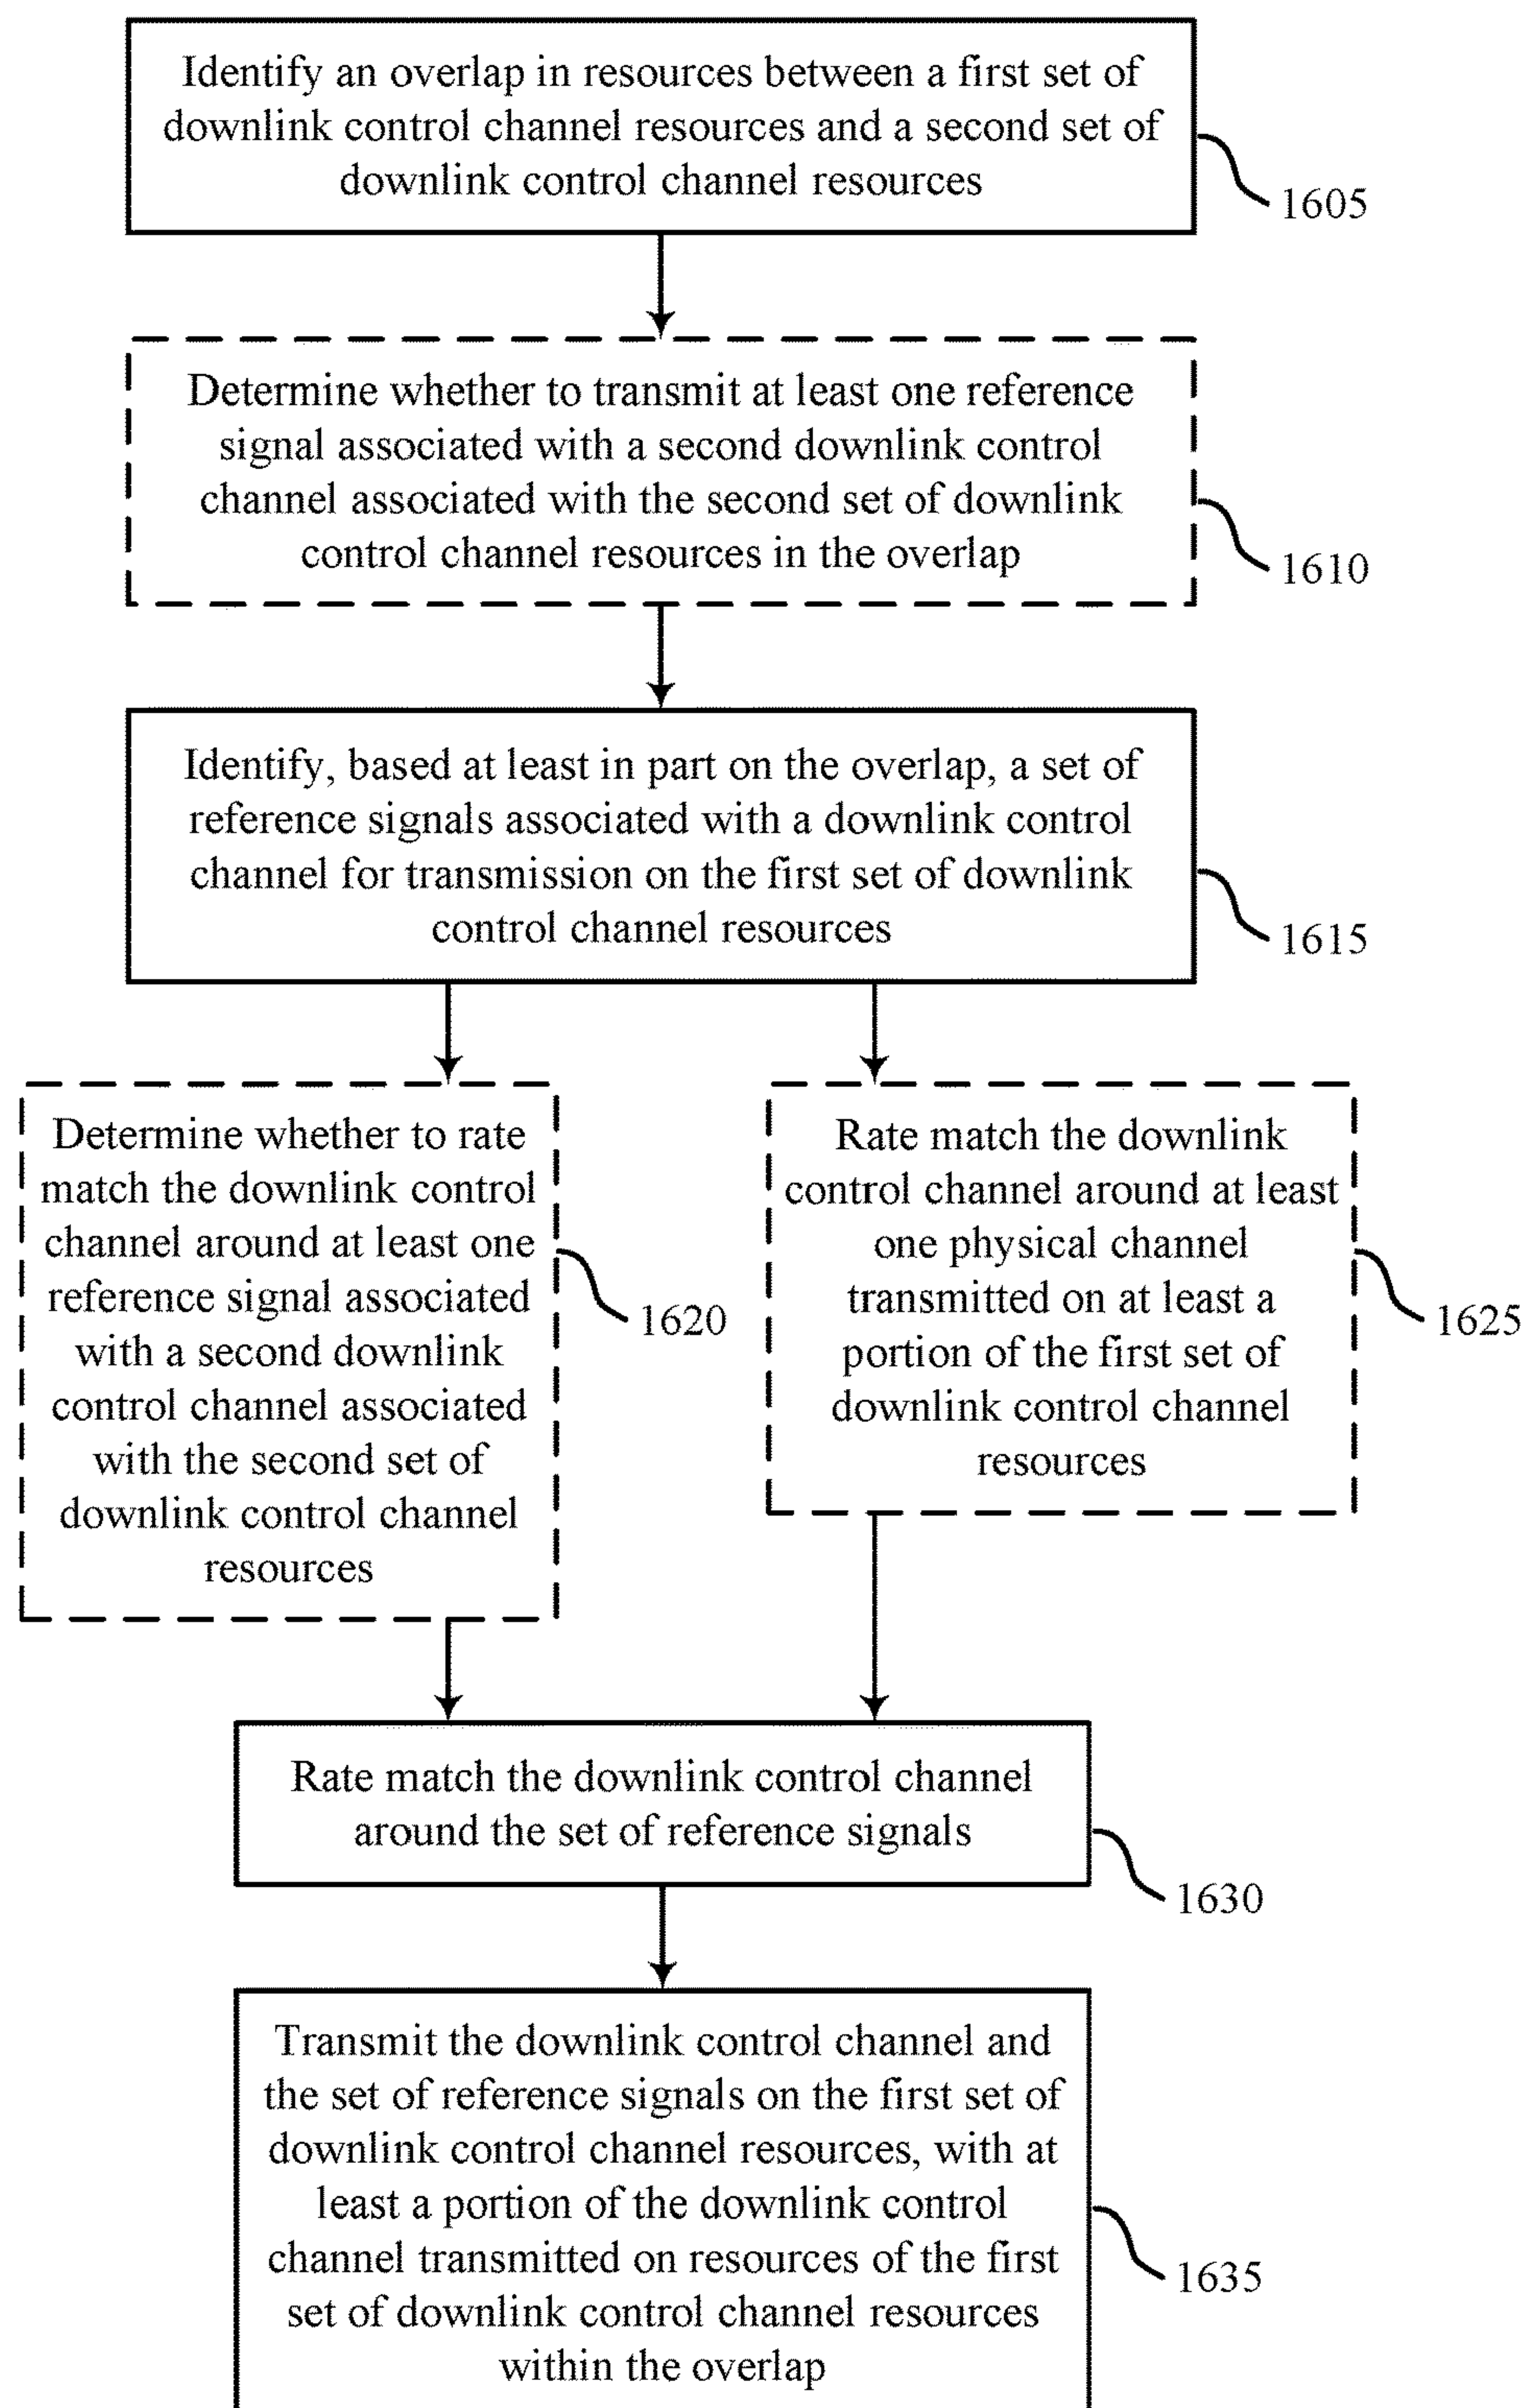 Identify an overlap in resources between a first set of
downlink control channel resources and a second set of
downlink control channel resources
1605
Determine whether to transmit at least one reference
signal associated with a second downlink control
channel associated with the second set of downlink
control channel resources in the overlap
1610
Identify, based at least in part on the overlap, a set of
reference signals associated with a downlink control
channel for transmission on the first set of downlink
control channel resources
1615
Determine whether to rate
match the downlink control
channel around at least one
reference signal associated
with a second downlink
control channel associated
with the second set of
downlink control channel
resources
1620
Rate match the downlink
control channel around at least
one physical channel
transmitted on at least a
portion of the first set of
downlink control channel
resources
1625
Rate match the downlink control channel
around the set of reference signals
1630
Transmit the downlink control channel and
the set of reference signals on the first set of
downlink control channel resources, with at
least a portion of the downlink control
channel transmitted on resources of the first
set of downlink control channel resources
within the overlap
1635